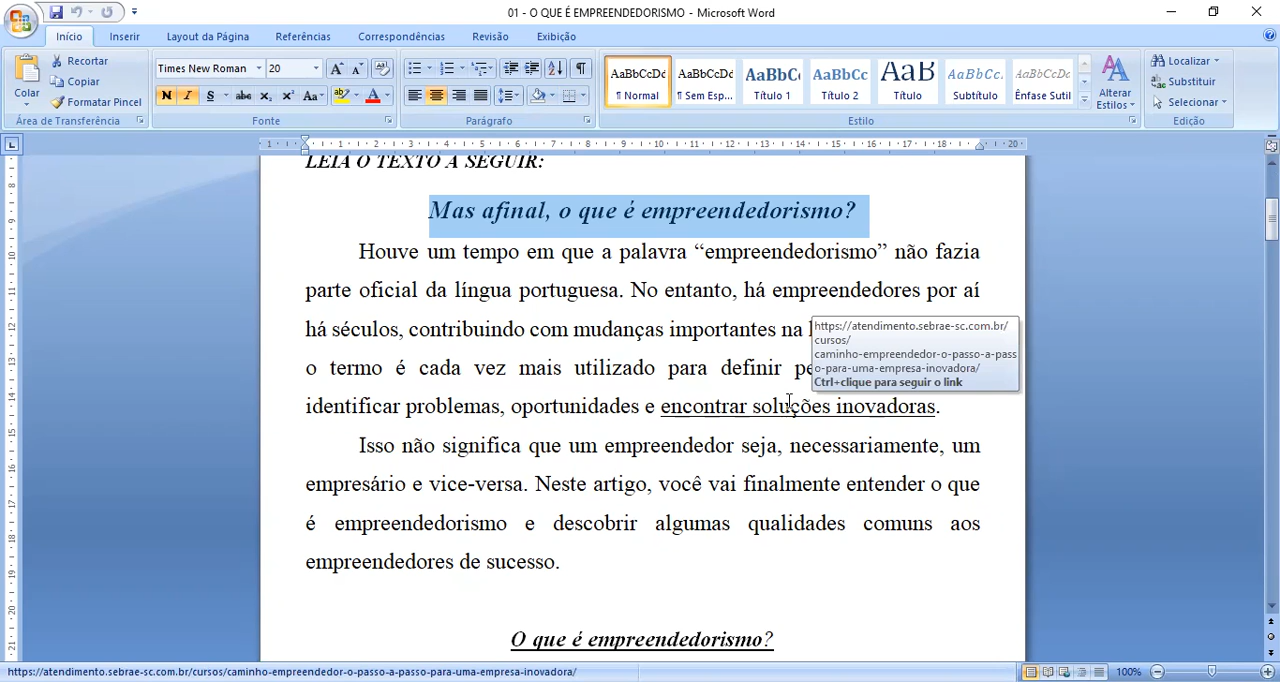 01 - O QUE É EMPREENDEDORISMO - Microsoft Word
Início Inserir Layout da Página Referências Correspondências Revisão Exibição
Colar
Recortar
Copiar
Formatar Pincel
Área de Transferência
Times New Roman 20
N I S abc x₂ x² Aa
Fonte
Parágrafo
AaBbCcDd AaBbCcDd AaBbC AaBbCc AaB AaBbCc. AaBbCcDd
¶ Normal ¶ Sem Esp... Título 1 Título 2 Título Subtítulo Ênfase Sutil
Alterar
Estilos
Estilo
Localizar
Substituir
Selecionar
Edição
LEIA O TEXTO A SEGUIR:
Mas afinal, o que é empreendedorismo?
Houve um tempo em que a palavra “empreendedorismo” não fazia
parte oficial da língua portuguesa. No entanto, há empreendedores por aí
há séculos, contribuindo com mudanças importantes na
o termo é cada vez mais utilizado para definir
identificar problemas, oportunidades e encontrar soluções inovadoras.
https://atendimento.sebrae-sc.com.br/
cursos/
caminho-empreendedor-o-passo-a-pass
o-para-uma-empresa-inovadora/
Ctrl+clique para seguir o link
Isso não significa que um empreendedor seja, necessariamente, um
empresário e vice-versa. Neste artigo, você vai finalmente entender o que
é empreendedorismo e descobrir algumas qualidades comuns aos
empreendedores de sucesso.
O que é empreendedorismo?
https://atendimento.sebrae-sc.com.br/cursos/caminho-empreendedor-o-passo-a-passo-para-uma-empresa-inovadora/
100%